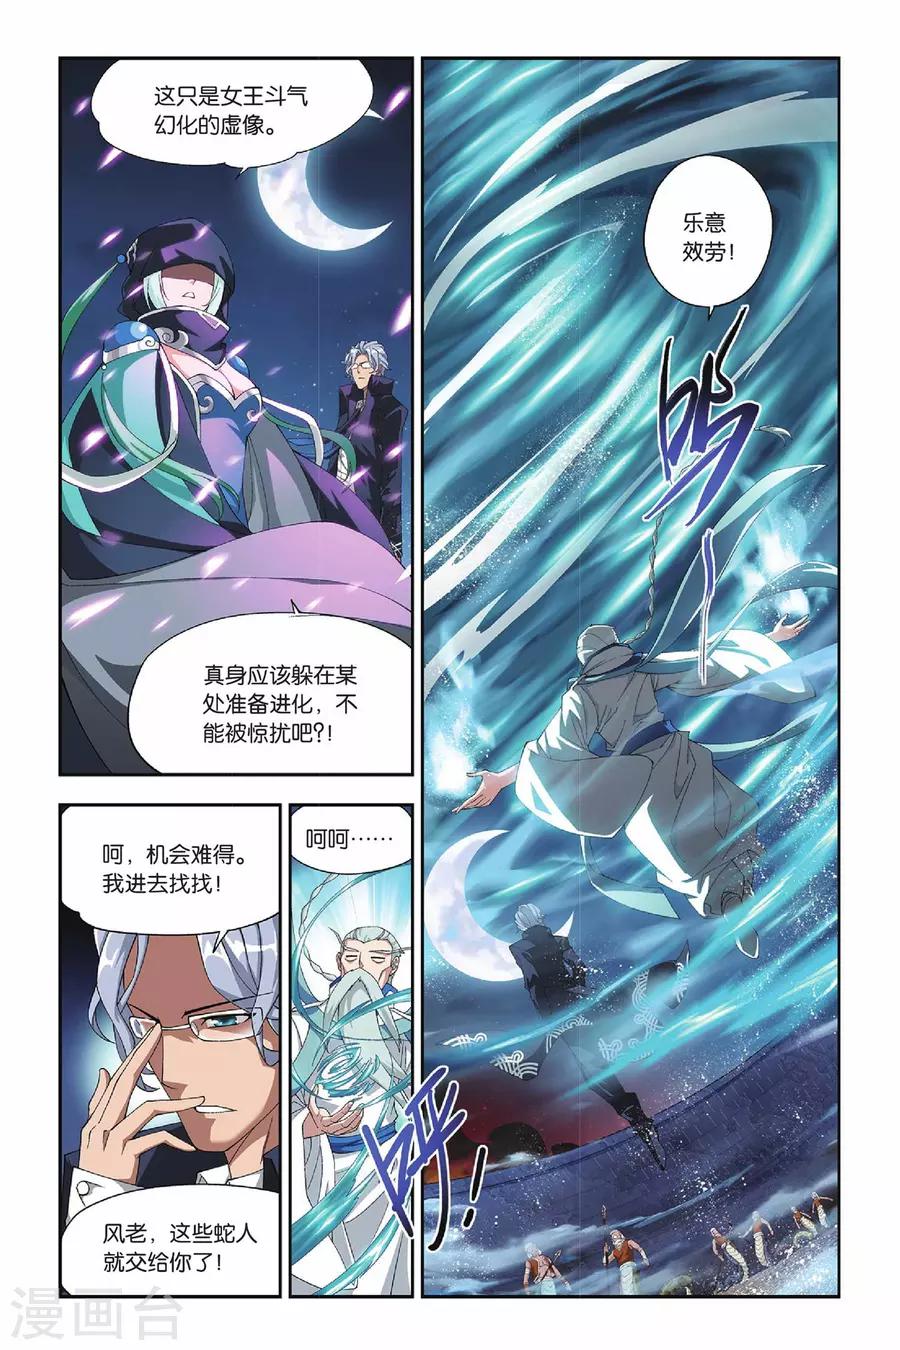 这只是女王斗气
幻化的虚像。
真身应该躲在某
处准备进化，不
能被惊扰吧?！
呵，机会难得。
我进去找找！
风老，这些蛇人
就交给你了！
呵呵……
呼！
乐意
效劳！
漫画台